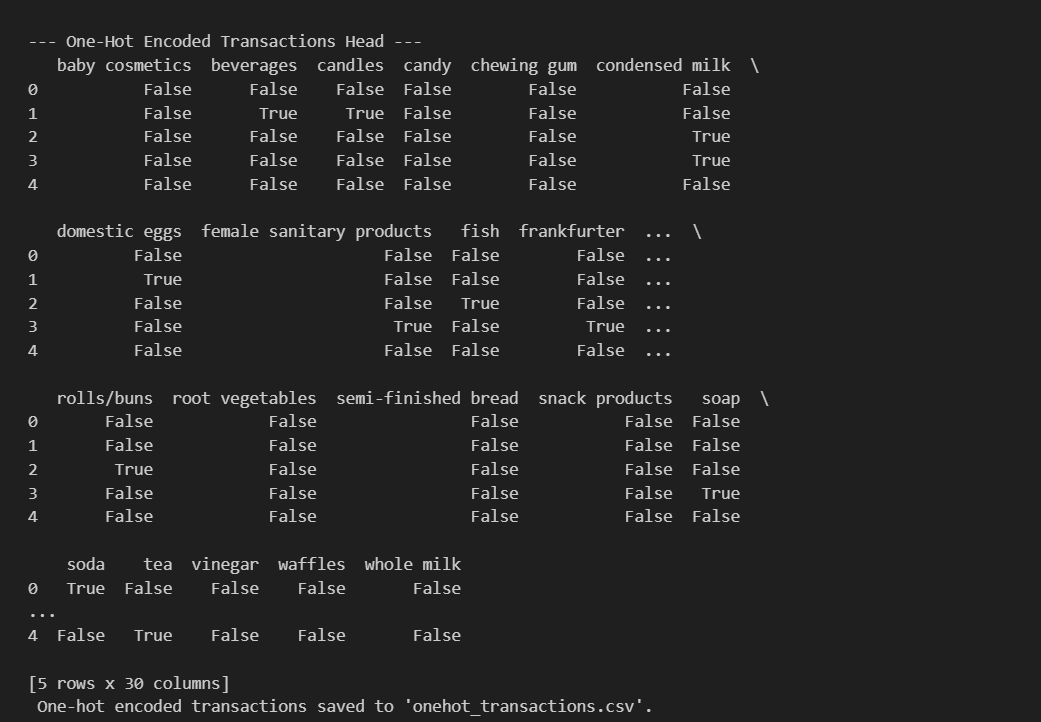 --- One-Hot Encoded Transactions Head ---
   baby cosmetics  beverages  candles  candy  chewing gum  condensed milk  \
0           False      False    False  False        False           False
1           False       True     True  False        False           False
2           False      False    False  False        False            True
3           False      False    False  False        False            True
4           False      False    False  False        False           False
   domestic eggs  female sanitary products   fish  frankfurter  ...  \
0          False                     False  False        False  ...
1           True                     False  False        False  ...
2          False                     False   True        False  ...
3          False                      True  False         True  ...
4          False                     False  False        False  ...
   rolls/buns  root vegetables  semi-finished bread  snack products   soap  \
0       False            False                False           False  False
1       False            False                False           False  False
2        True            False                False           False  False
3       False            False                False           False   True
4       False            False                False           False  False
    soda    tea  vinegar  waffles  whole milk
0   True  False    False    False       False
...
4  False   True    False    False       False
[5 rows x 30 columns]
 One-hot encoded transactions saved to 'onehot_transactions.csv'.